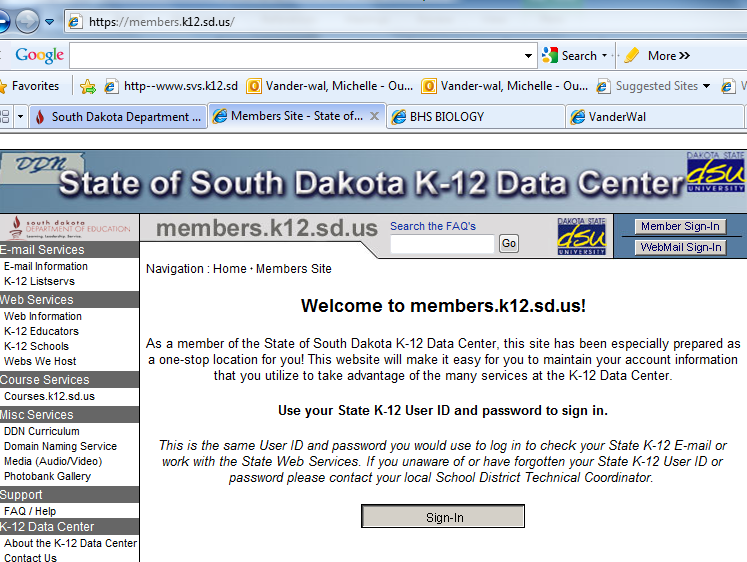 https://members.k12.sd.us/
Google
Search
More »
Favorites
http--www.svs.k12.sd
Vander-wal, Michelle - Ou...
Vander-wal, Michelle - Ou...
Suggested Sites
South Dakota Department ...
Members Site - State of...
BHS BIOLOGY
VanderWal
DDN
State of South Dakota K-12 Data Center
DAKOTA STATE
dsu
UNIVERSITY
south dakota
DEPARTMENT OF EDUCATION
Learning. Leadership. Service.
members.k12.sd.us
Search the FAQ's
Go
DAKOTA STATE
dsu
UNIVERSITY
Member Sign-In
WebMail Sign-In
E-mail Services
E-mail Information
K-12 Listservs
Web Services
Web Information
K-12 Educators
K-12 Schools
Webs We Host
Course Services
Courses.k12.sd.us
Misc Services
DDN Curriculum
Domain Naming Service
Media (Audio/Video)
Photobank Gallery
Support
FAQ / Help
K-12 Data Center
About the K-12 Data Center
Contact Us
Navigation : Home · Members Site
Welcome to members.k12.sd.us!
As a member of the State of South Dakota K-12 Data Center, this site has been especially prepared as
a one-stop location for you! This website will make it easy for you to maintain your account information
that you utilize to take advantage of the many services at the K-12 Data Center.
Use your State K-12 User ID and password to sign in.
This is the same User ID and password you would use to log in to check your State K-12 E-mail or
work with the State Web Services. If you unaware of or have forgotten your State K-12 User ID or
password please contact your local School District Technical Coordinator.
Sign-In